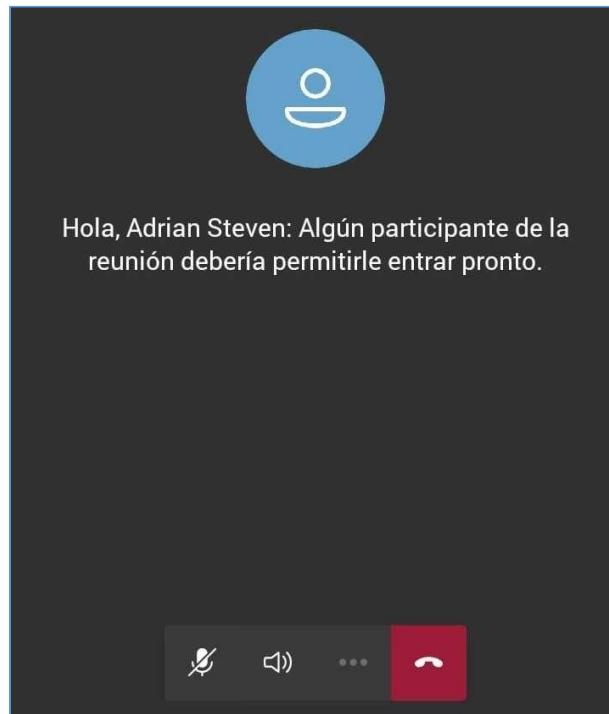 Hola, Adrian Steven: Algún participante de la
reunión debería permitirle entrar pronto.